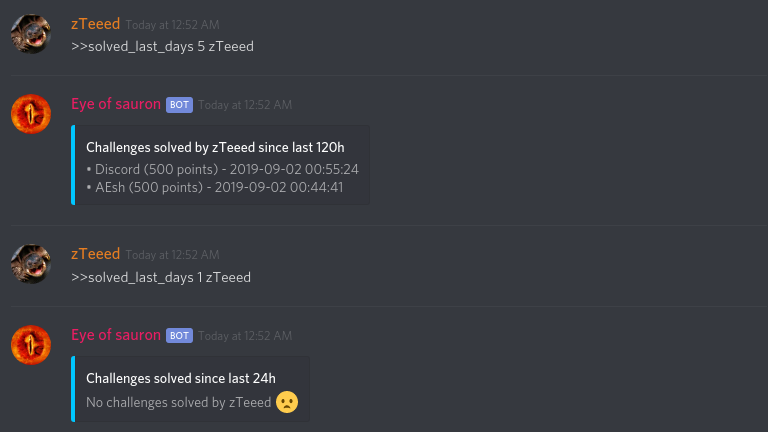 zTeeed Today at 12:52 AM
>>solved_last_days 5 zTeeed
Eye of sauron BOT Today at 12:52 AM
Challenges solved by zTeeed since last 120h
• Discord (500 points) - 2019-09-02 00:55:24
• AEsh (500 points) - 2019-09-02 00:44:41
zTeeed Today at 12:52 AM
>>solved_last_days 1 zTeeed
Eye of sauron BOT Today at 12:52 AM
Challenges solved since last 24h
No challenges solved by zTeeed